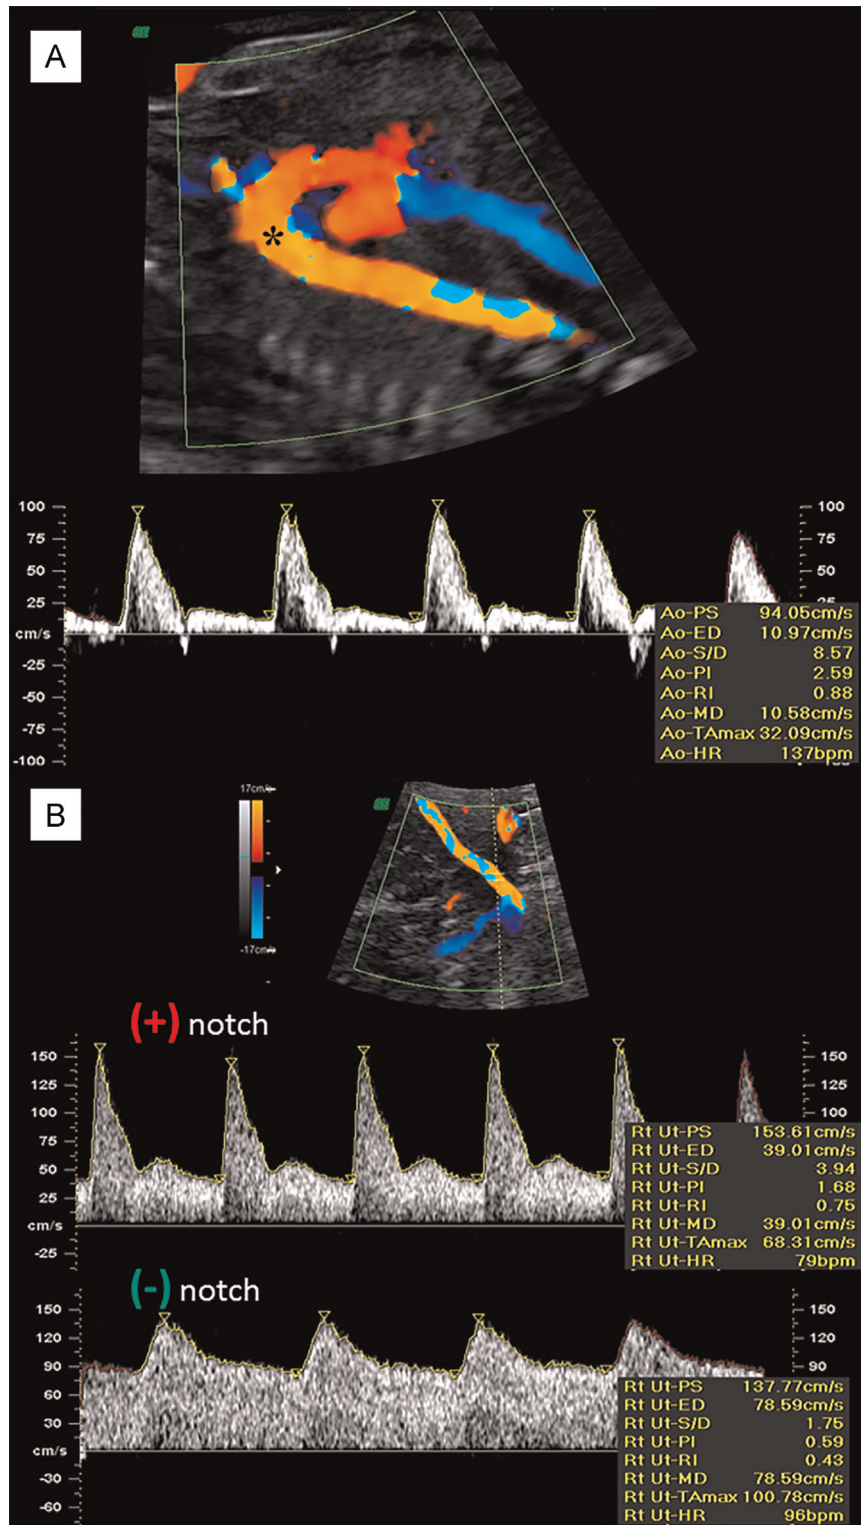 A
*
100
75
50
25
cm/s
-25
-50
-75
-100
100
75
50
Ao-PS 94.05cm/s
Ao-ED 10.97cm/s
Ao-S/D 8.57
Ao-PI 2.59
Ao-RI 0.88
Ao-MD 10.58cm/s
Ao-TAmax 32.09cm/s
Ao-HR 137bpm
B
17cm/s
-17cm/s
(+) notch
150
125
100
75
50
25
cm/s
-25
150
125
100
Rt Ut-PS 153.61cm/s
Rt Ut-ED 39.01cm/s
Rt Ut-S/D 3.94
Rt Ut-PI 1.68
Rt Ut-RI 0.75
Rt Ut-MD 39.01cm/s
Rt Ut-TAmax 68.31cm/s
Rt Ut-HR 79bpm
(-) notch
150
120
90
60
30
cm/s
-30
-60
150
120
90
Rt Ut-PS 137.77cm/s
Rt Ut-ED 78.59cm/s
Rt Ut-S/D 1.75
Rt Ut-PI 0.59
Rt Ut-RI 0.43
Rt Ut-MD 78.59cm/s
Rt Ut-TAmax 100.78cm/s
Rt Ut-HR 96bpm